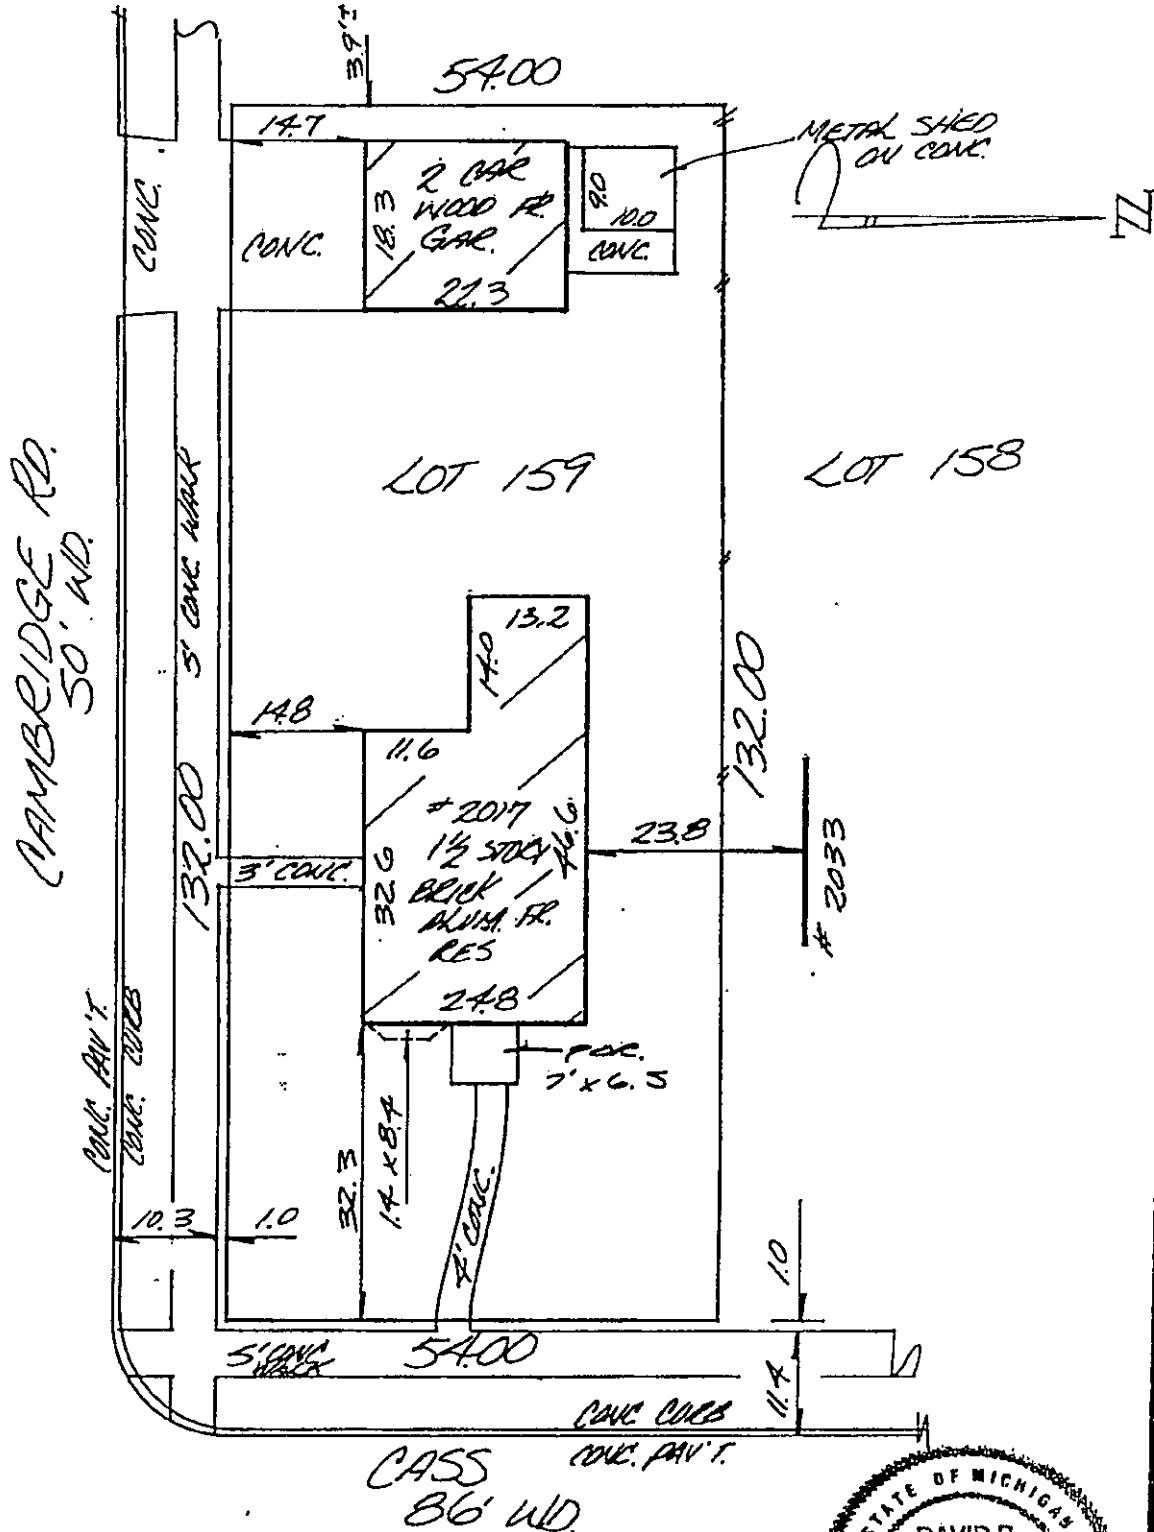 3.9'±
54.00
14.7
METAL SHED
ON CONC.
2 CAR
WOOD FR.
GAR.
18.3
22.3
9.0
10.0
CONC.
CONC.
CONC.
N
CAMBRIDGE RD.
50' WD.
5' CONC WALK
LOT 159
LOT 158
13.2
14.0
14.8
11.6
132.00
132.00
# 2017
1½ STORY
BRICK
ALUM. FR.
RES
32.6
46.6
24.8
23.8
# 2033
3' CONC.
CONC. PAV'T.
CONC. CURB
POR.
7' x 6.5
32.3
1.4 x 8.4
4' CONC.
10.3
1.0
1.0
11.4
5' CONC
WALK
54.00
CONC CURB
CONC. PAV'T.
CASS
86' WD.
STATE OF MICHIGAN